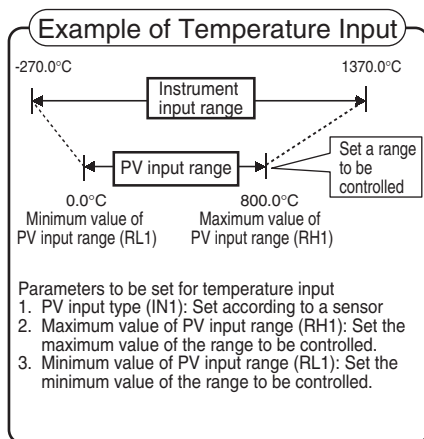 Example of Temperature Input
-270.0°C
1370.0°C
Instrument
input range
PV input range
Set a range
to be
controlled
0.0°C
800.0°C
Minimum value of
PV input range (RL1)
Maximum value of
PV input range (RH1)
Parameters to be set for temperature input
1. PV input type (IN1): Set according to a sensor
2. Maximum value of PV input range (RH1): Set the
maximum value of the range to be controlled.
3. Minimum value of PV input range (RL1): Set the
minimum value of the range to be controlled.